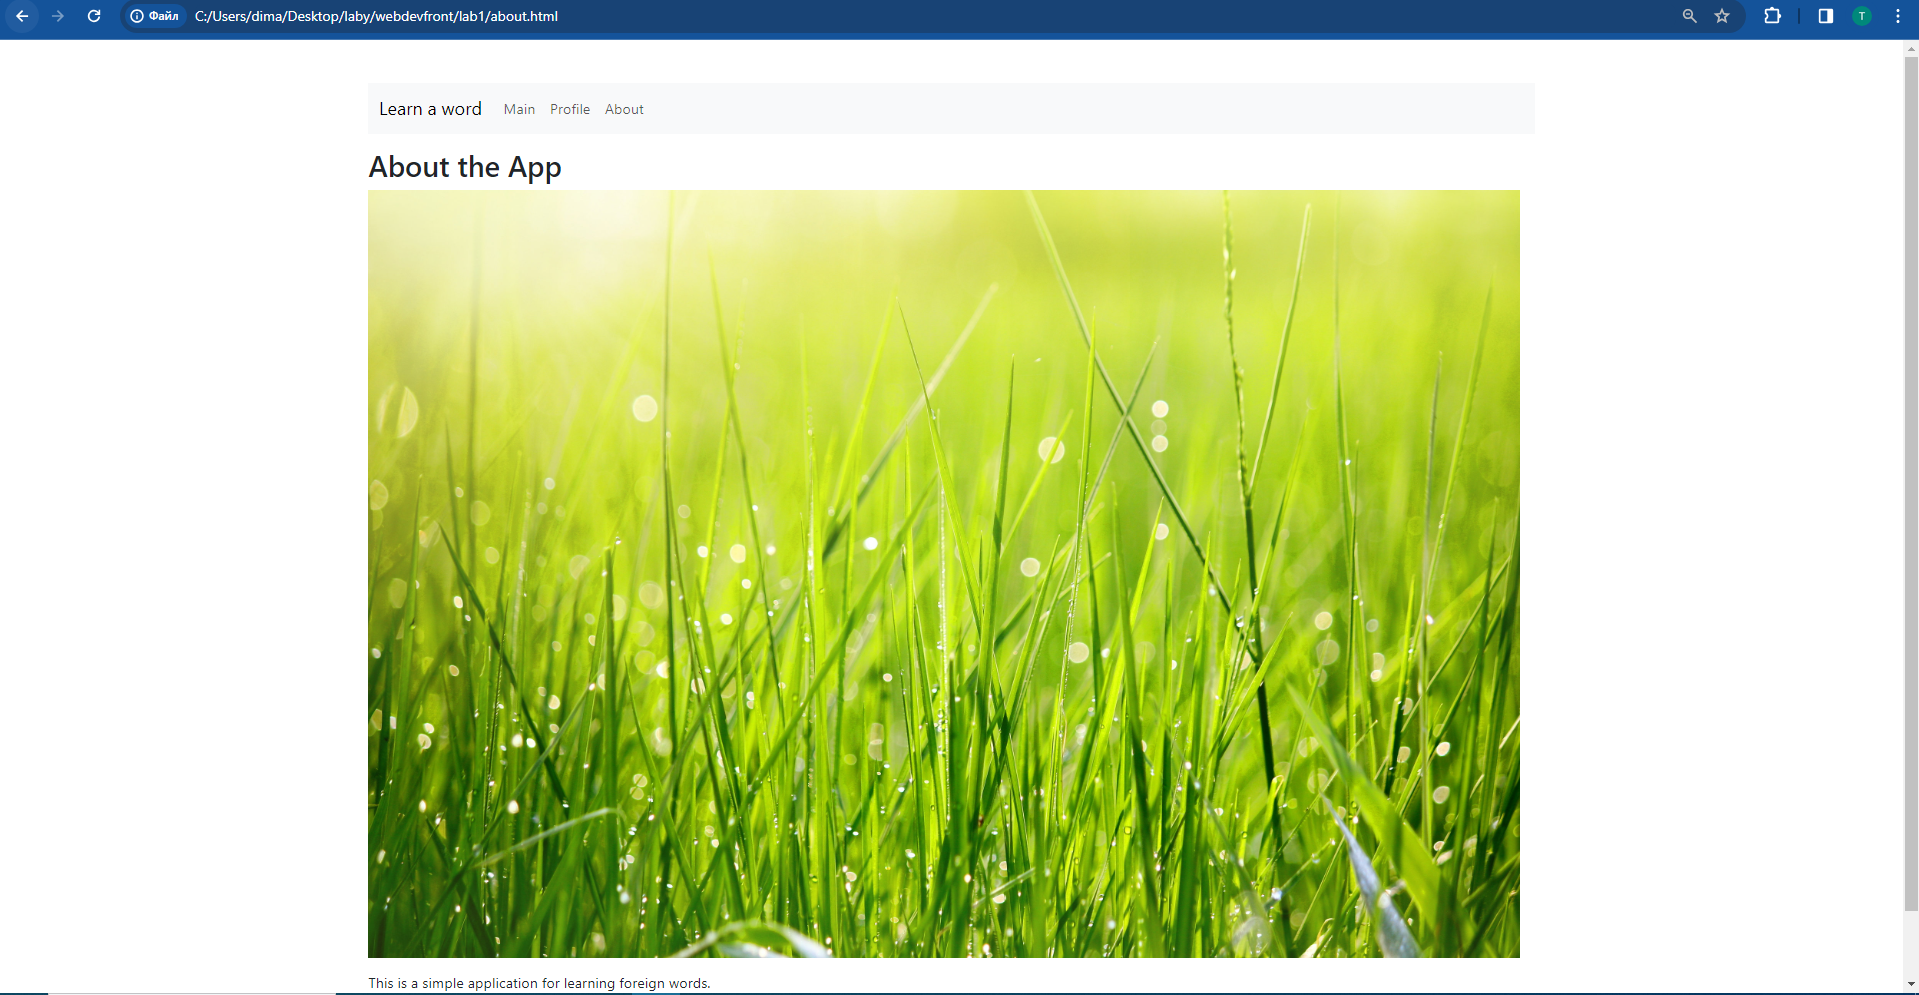 Файл C:/Users/dima/Desktop/laby/webdevfront/lab1/about.html T
Learn a word Main Profile About
About the App
This is a simple application for learning foreign words.